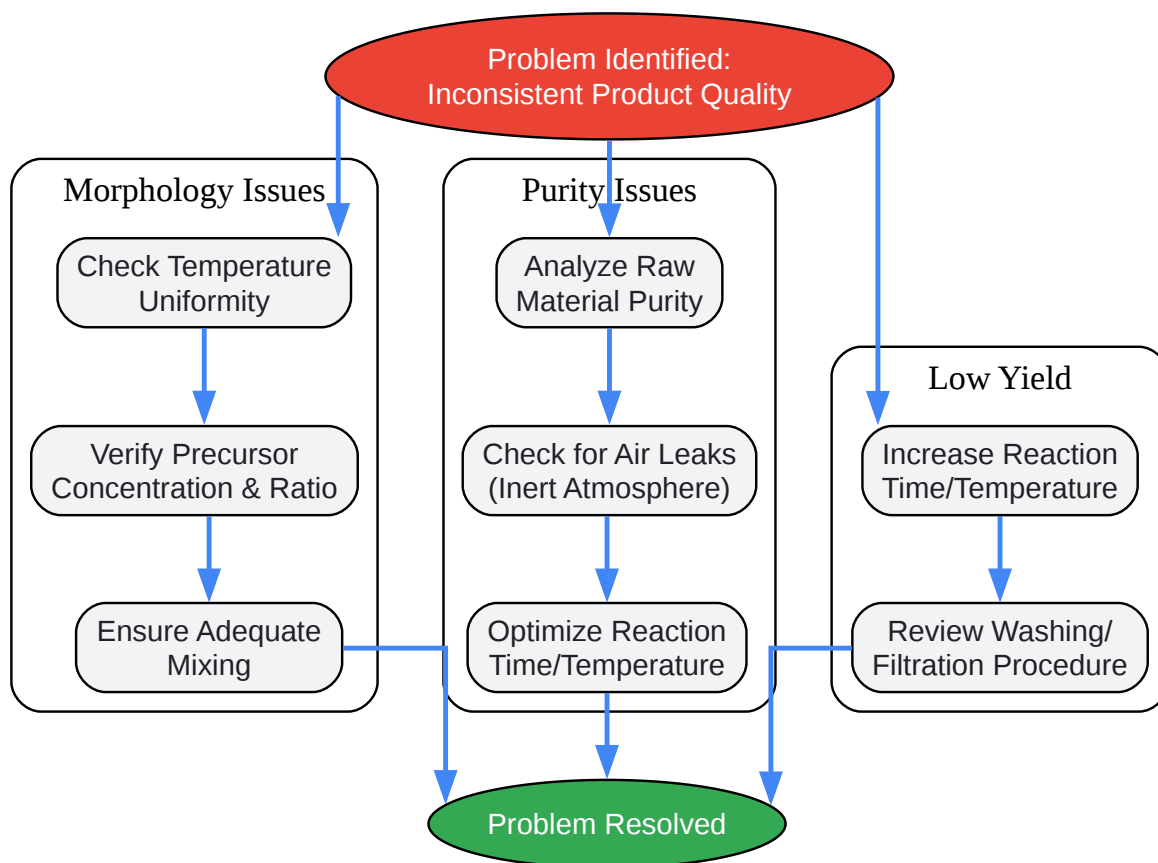 Problem Identified:
Inconsistent Product Quality
Morphology Issues
Check Temperature
Uniformity
Verify Precursor
Concentration & Ratio
Ensure Adequate
Mixing
Purity Issues
Analyze Raw
Material Purity
Check for Air Leaks
(Inert Atmosphere)
Optimize Reaction
Time/Temperature
Low Yield
Increase Reaction
Time/Temperature
Review Washing/
Filtration Procedure
Problem Resolved